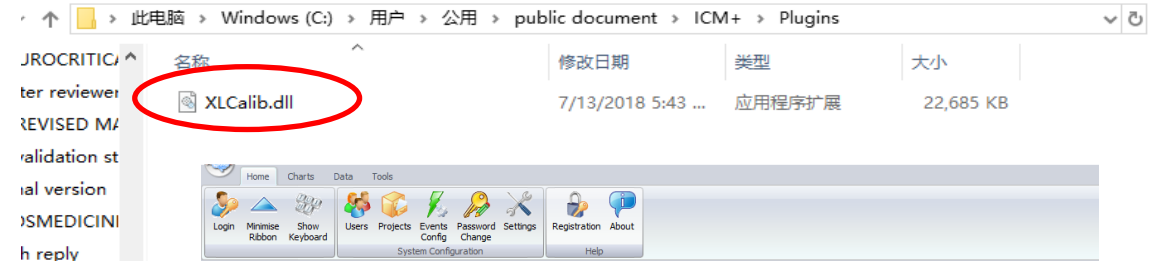 此电脑 > Windows (C:) > 用户 > 公用 > public document > ICM+ > Plugins
名称 修改日期 类型 大小
ter reviewer
XLCalib.dll 7/13/2018 5:43 ... 应用程序扩展 22,685 KB
validation st
Home Charts Data Tools
version
Login Minimise Ribbon Show Keyboard Users Projects Events Config Password Change Settings Registration About
System Configuration Help
reply